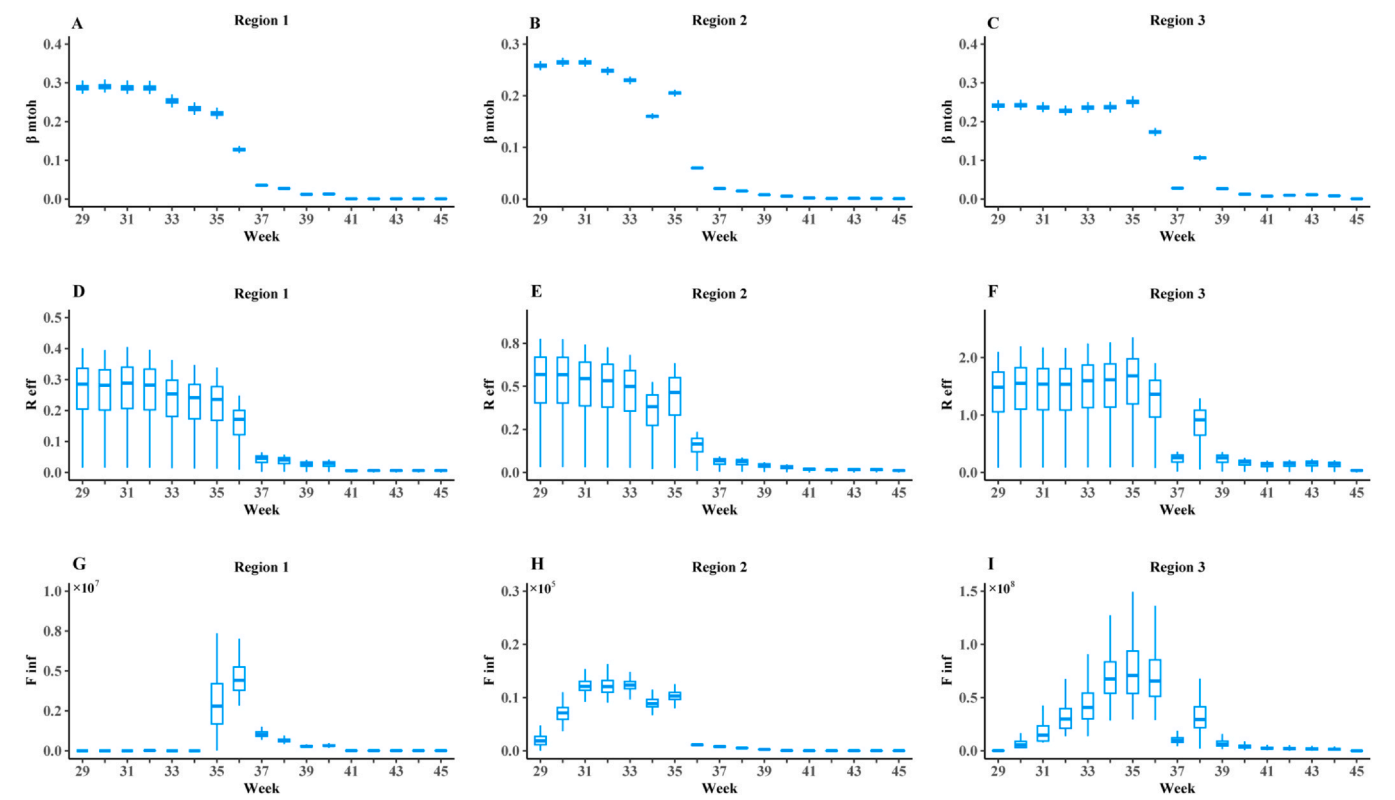 A Region 1
β mtoh
0.4
0.3
0.2
0.1
0.0
29 31 33 35 37 39 41 43 45
Week
B Region 2
β mtoh
0.3
0.2
0.1
0.0
29 31 33 35 37 39 41 43 45
Week
C Region 3
β mtoh
0.4
0.3
0.2
0.1
0.0
29 31 33 35 37 39 41 43 45
Week
D Region 1
R eff
0.5
0.4
0.3
0.2
0.1
0.0
29 31 33 35 37 39 41 43 45
Week
E Region 2
R eff
0.8
0.5
0.2
0.0
29 31 33 35 37 39 41 43 45
Week
F Region 3
R eff
2.0
1.0
0.0
29 31 33 35 37 39 41 43 45
Week
G Region 1
×10⁷
F inf
1.0
0.8
0.5
0.2
0.0
29 31 33 35 37 39 41 43 45
Week
H Region 2
×10⁵
F inf
0.3
0.2
0.1
0.0
29 31 33 35 37 39 41 43 45
Week
I Region 3
×10⁸
F inf
1.5
1.0
0.5
0.0
29 31 33 35 37 39 41 43 45
Week